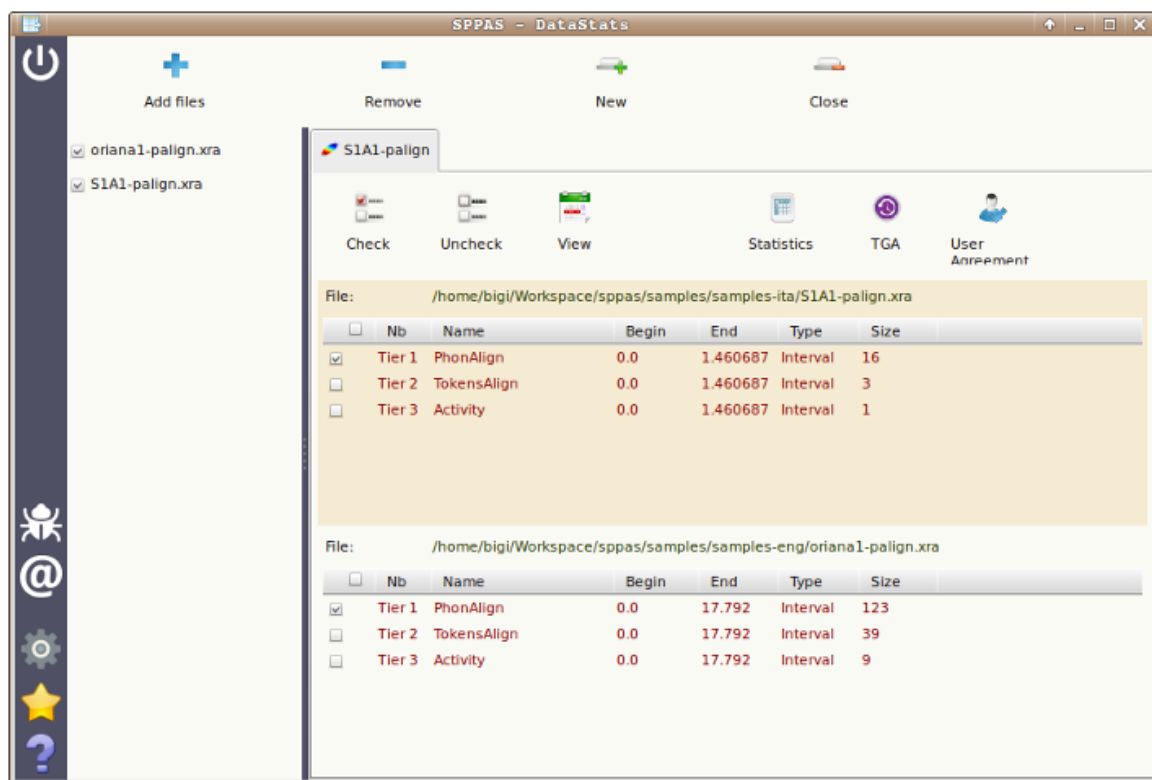 SPPAS - DataStats
Add files Remove New Close
oriana1-palign.xra
S1A1-palign.xra
S1A1-palign
Check Uncheck View Statistics TGA User
Agreement
File: /home/bigi/Workspace/sppas/samples/samples-ita/S1A1-palign.xra
Nb Name Begin End Type Size
Tier 1 PhonAlign 0.0 1.460687 Interval 16
Tier 2 TokensAlign 0.0 1.460687 Interval 3
Tier 3 Activity 0.0 1.460687 Interval 1
File: /home/bigi/Workspace/sppas/samples/samples-eng/oriana1-palign.xra
Nb Name Begin End Type Size
Tier 1 PhonAlign 0.0 17.792 Interval 123
Tier 2 TokensAlign 0.0 17.792 Interval 39
Tier 3 Activity 0.0 17.792 Interval 9
@
?